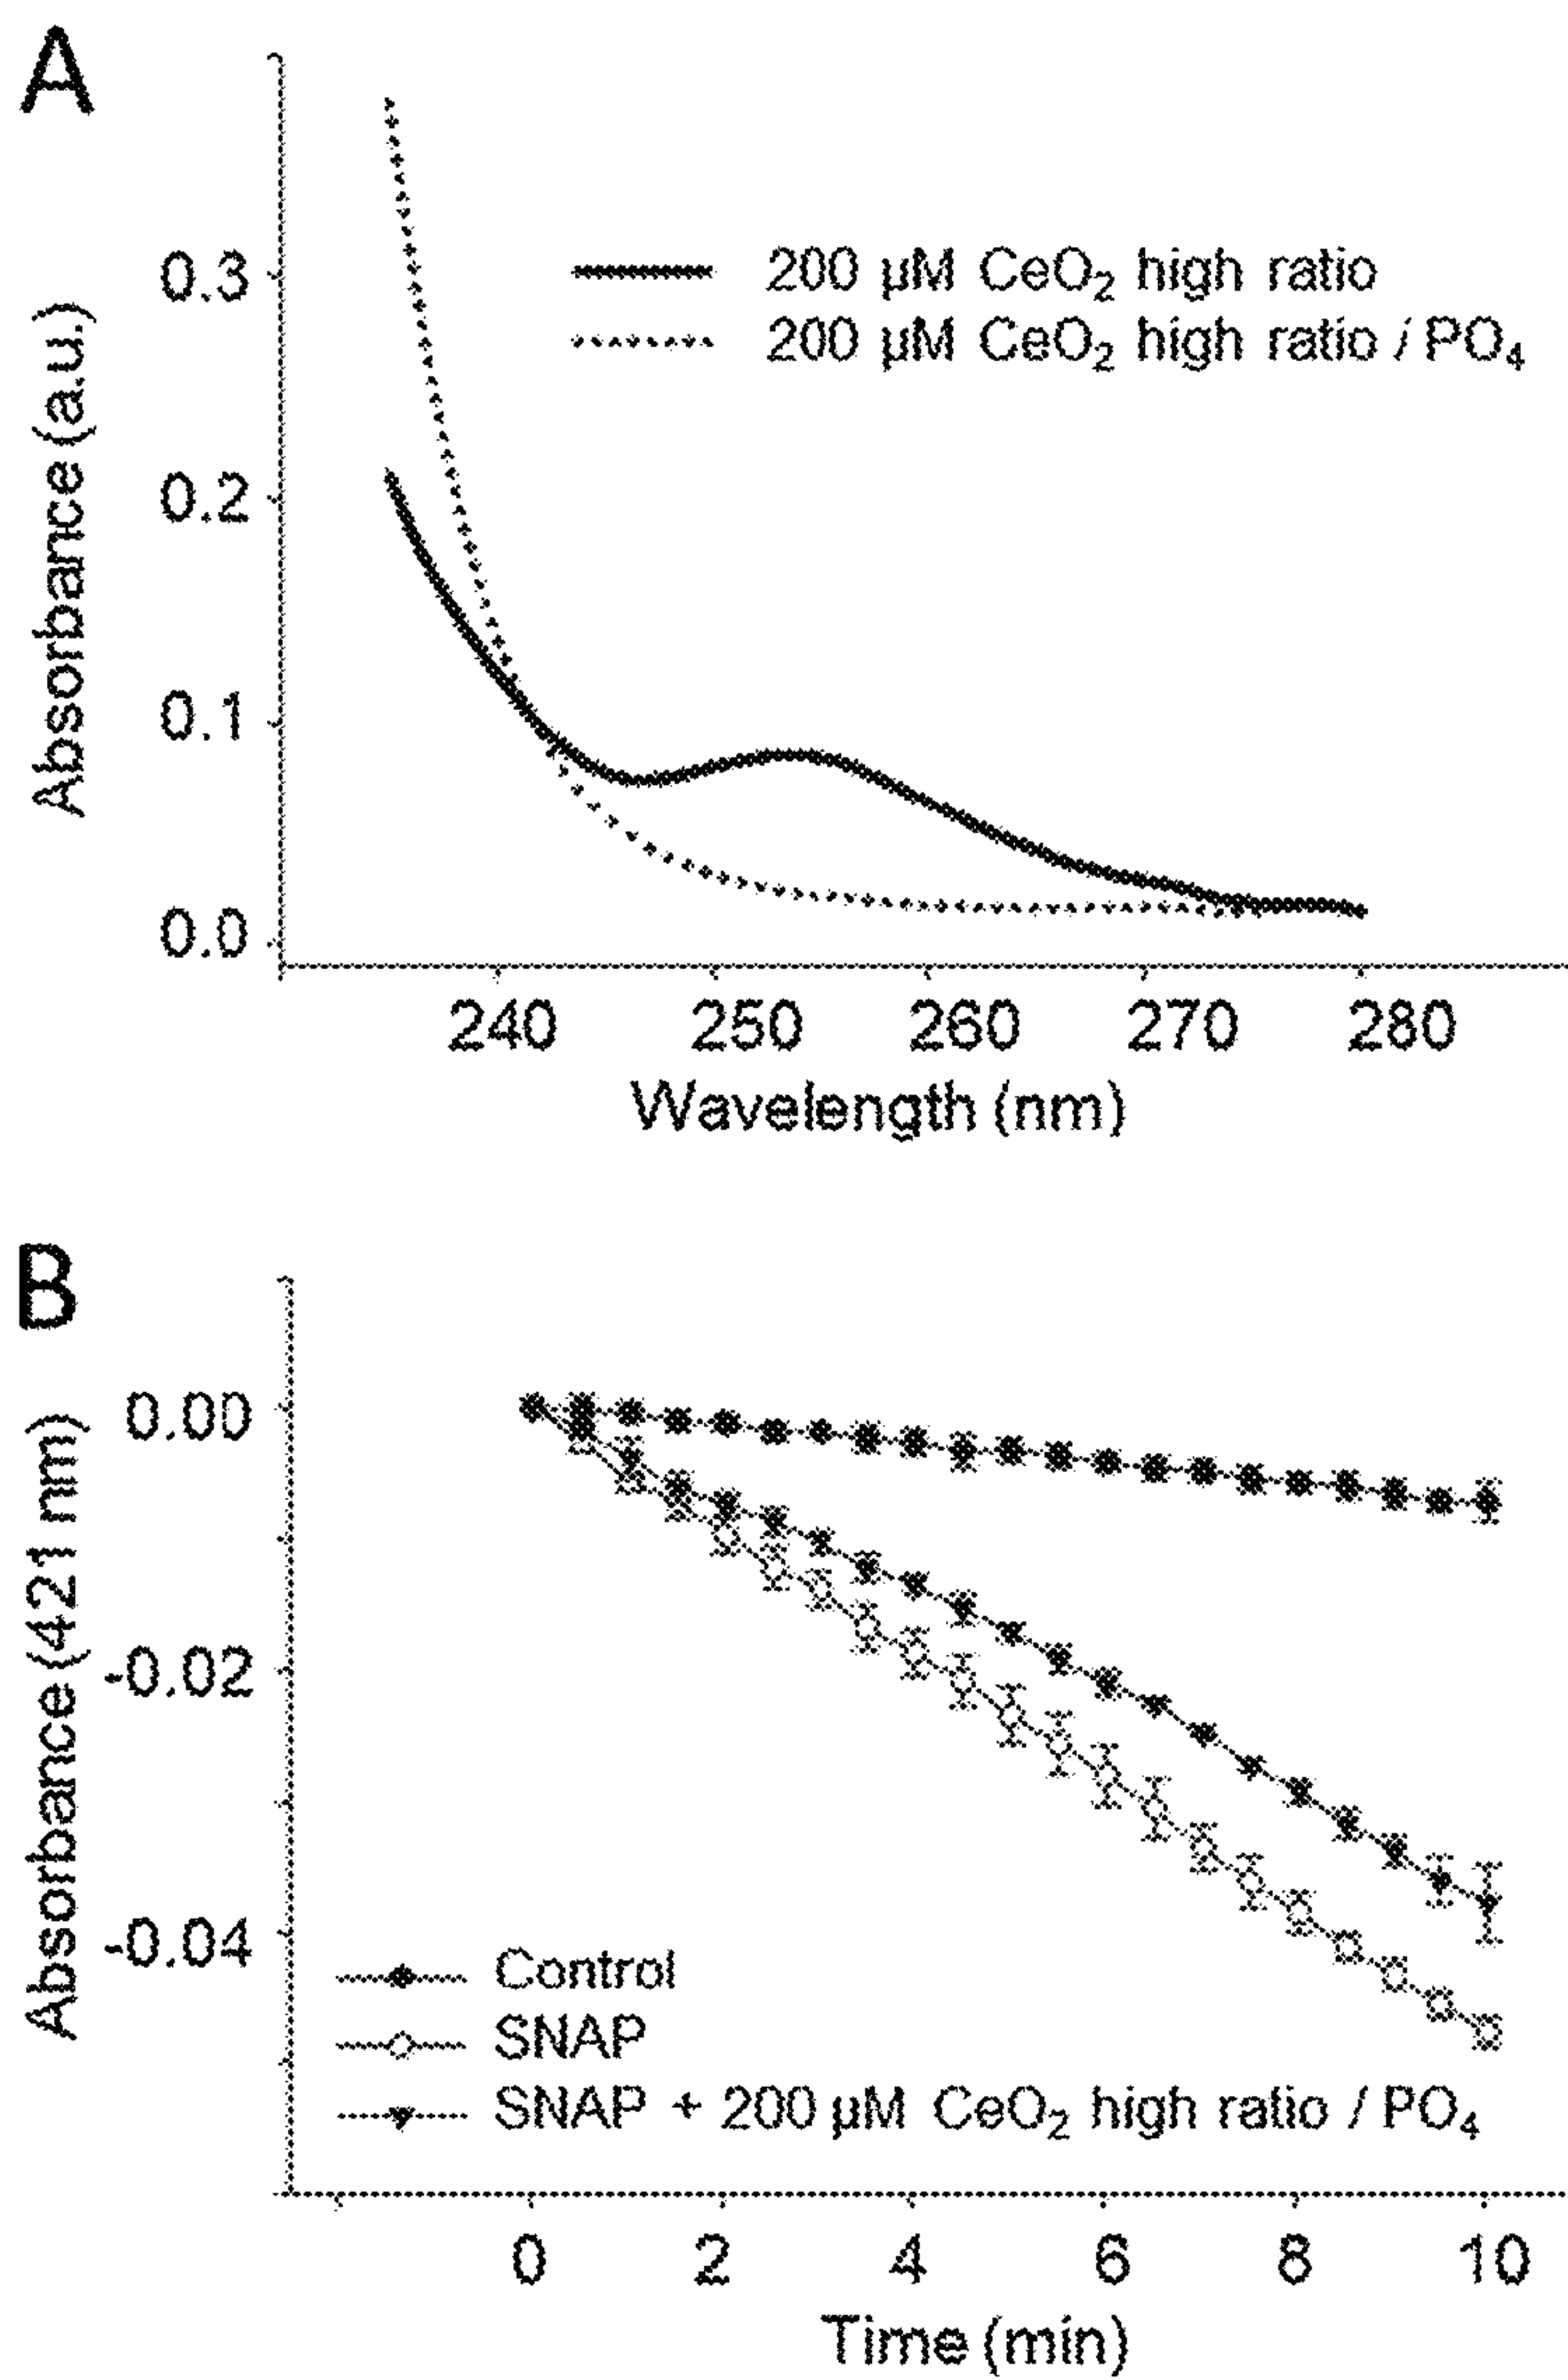 A
0.3
0.2
0.1
0.0
Absorbance (a.u.)
200 µM CeO₂ high ratio
200 µM CeO₂ high ratio / PO₄
240 250 260 270 280
Wavelength (nm)
B
0.00
-0.02
-0.04
Absorbance (421 nm)
Control
SNAP
SNAP + 200 µM CeO₂ high ratio / PO₄
0 2 4 6 8 10
Time (min)